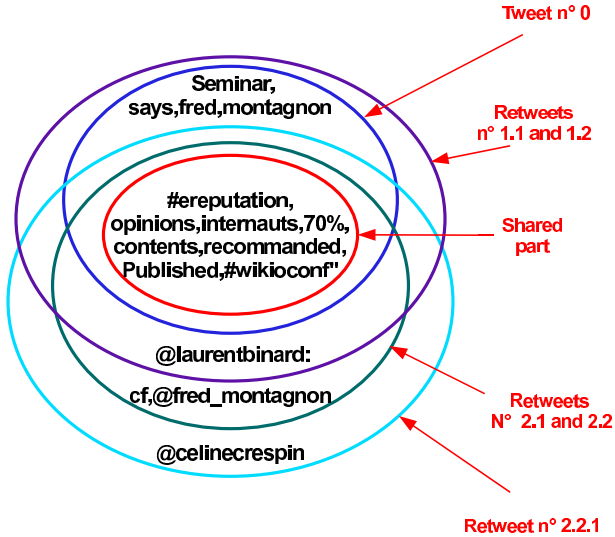 Tweet n° 0
Seminar,
says,fred,montagnon
Retweets
n° 1.1 and 1.2
#ereputation,
opinions,internauts,70%,
contents,recommanded,
Published,#wikioconf"
Shared
part
@laurentbinard:
cf,@fred_montagnon
Retweets
N° 2.1 and 2.2
@celinecrespin
Retweet n° 2.2.1